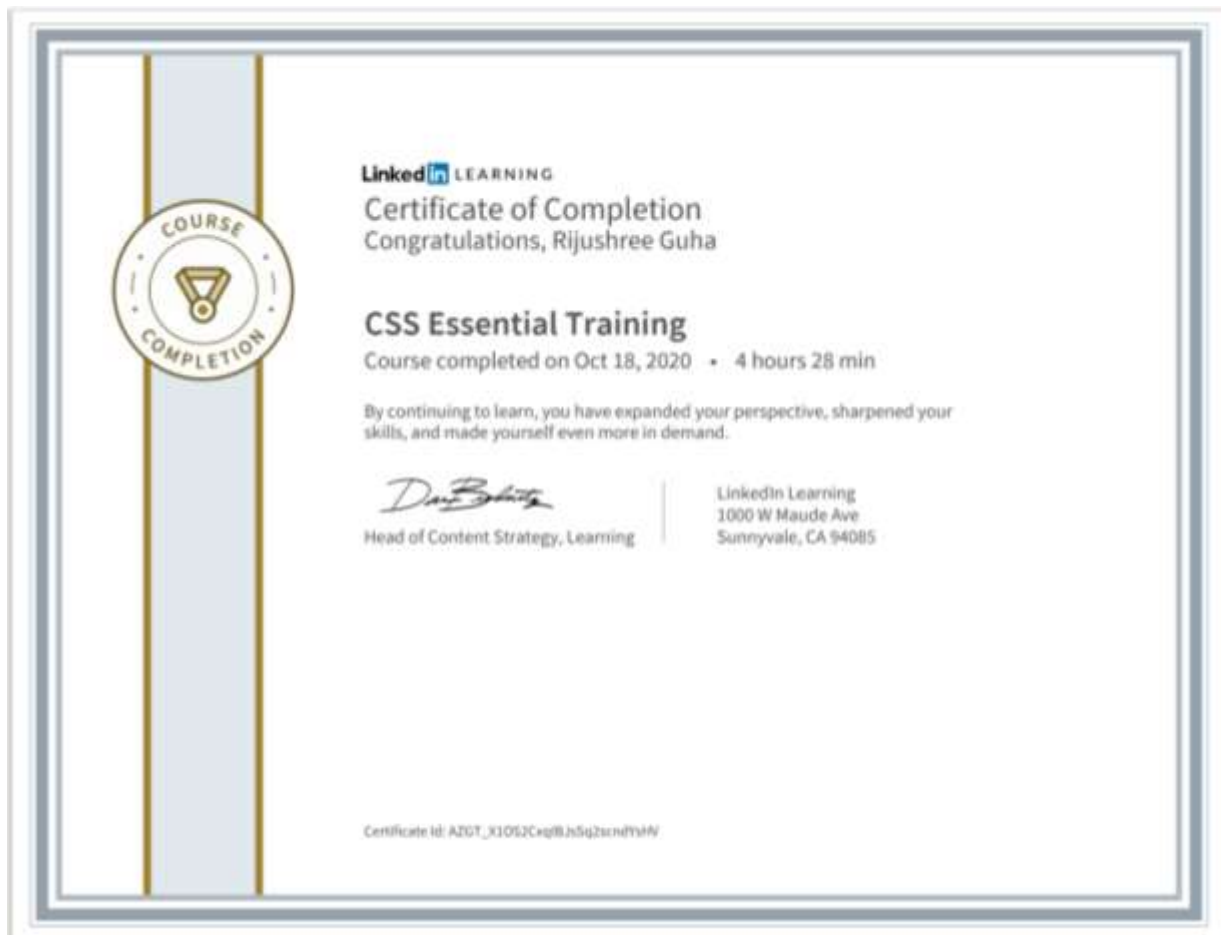 COURSE
COMPLETION
Linked in LEARNING
Certificate of Completion
Congratulations, Rijushree Guha
CSS Essential Training
Course completed on Oct 18, 2020 • 4 hours 28 min
By continuing to learn, you have expanded your perspective, sharpened your
skills, and made yourself even more in demand.
Head of Content Strategy, Learning
LinkedIn Learning
1000 W Maude Ave
Sunnyvale, CA 94085
Certificate Id: